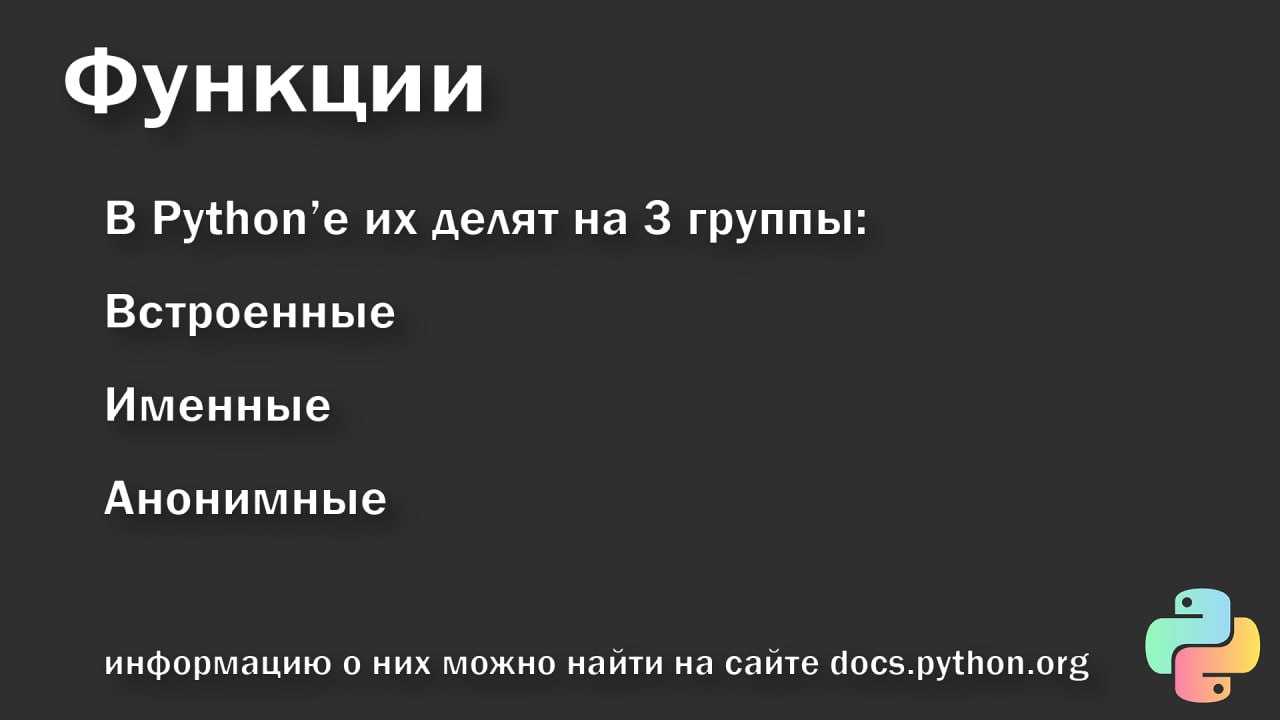 Функции
В Python’е их делят на 3 группы:
Встроенные
Именные
Анонимные
информацию о них можно найти на сайте docs.python.org